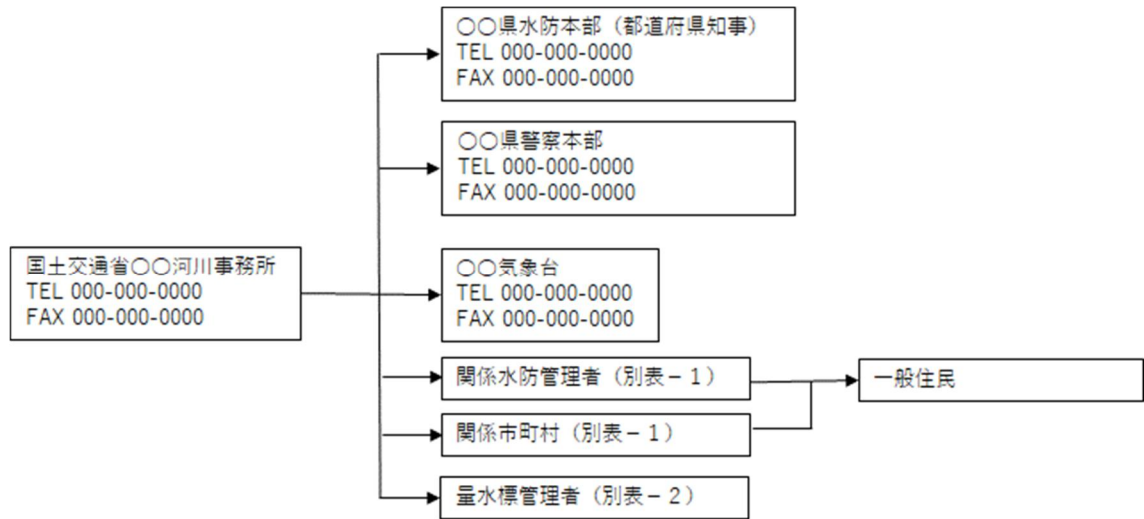 ○○県水防本部（都道府県知事）
TEL 000-000-0000
FAX 000-000-0000
○○県警察本部
TEL 000-000-0000
FAX 000-000-0000
国土交通省○○河川事務所
TEL 000-000-0000
FAX 000-000-0000
○○気象台
TEL 000-000-0000
FAX 000-000-0000
関係水防管理者（別表－1）
一般住民
関係市町村（別表－1）
量水標管理者（別表－2）